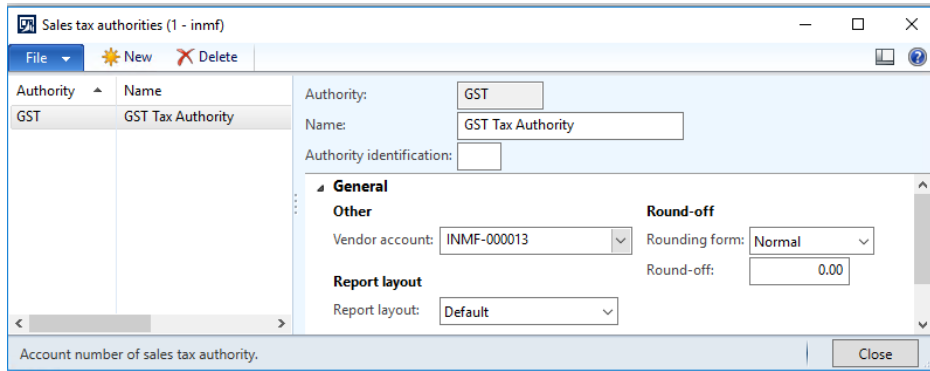 Sales tax authorities (1 - inmf)
File New Delete
Authority Name
GST GST Tax Authority
Authority: GST
Name: GST Tax Authority
Authority identification:
General
Other Round-off
Vendor account: INMF-000013 Rounding form: Normal
Round-off: 0.00
Report layout
Report layout: Default
Account number of sales tax authority. Close